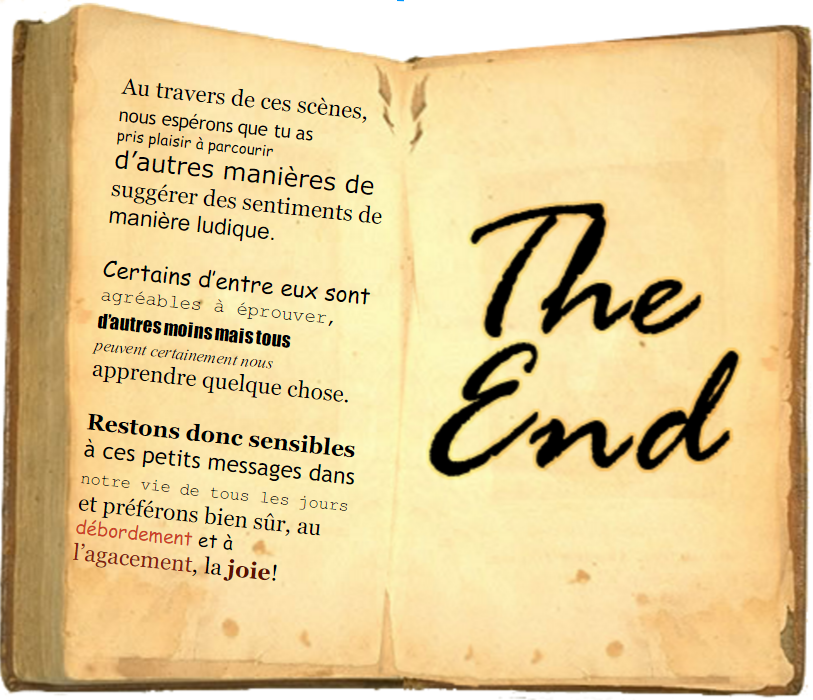 Au travers de ces scènes,
nous espérons que tu as
pris plaisir à parcourir
d’autres manières de
suggérer des sentiments de
manière ludique.
Certains d’entre eux sont
agréables à éprouver,
d’autres moins mais tous
peuvent certainement nous
apprendre quelque chose.
Restons donc sensibles
à ces petits messages dans
notre vie de tous les jours
et préférons bien sûr, au
débordement et à
l’agacement, la joie!
The
End